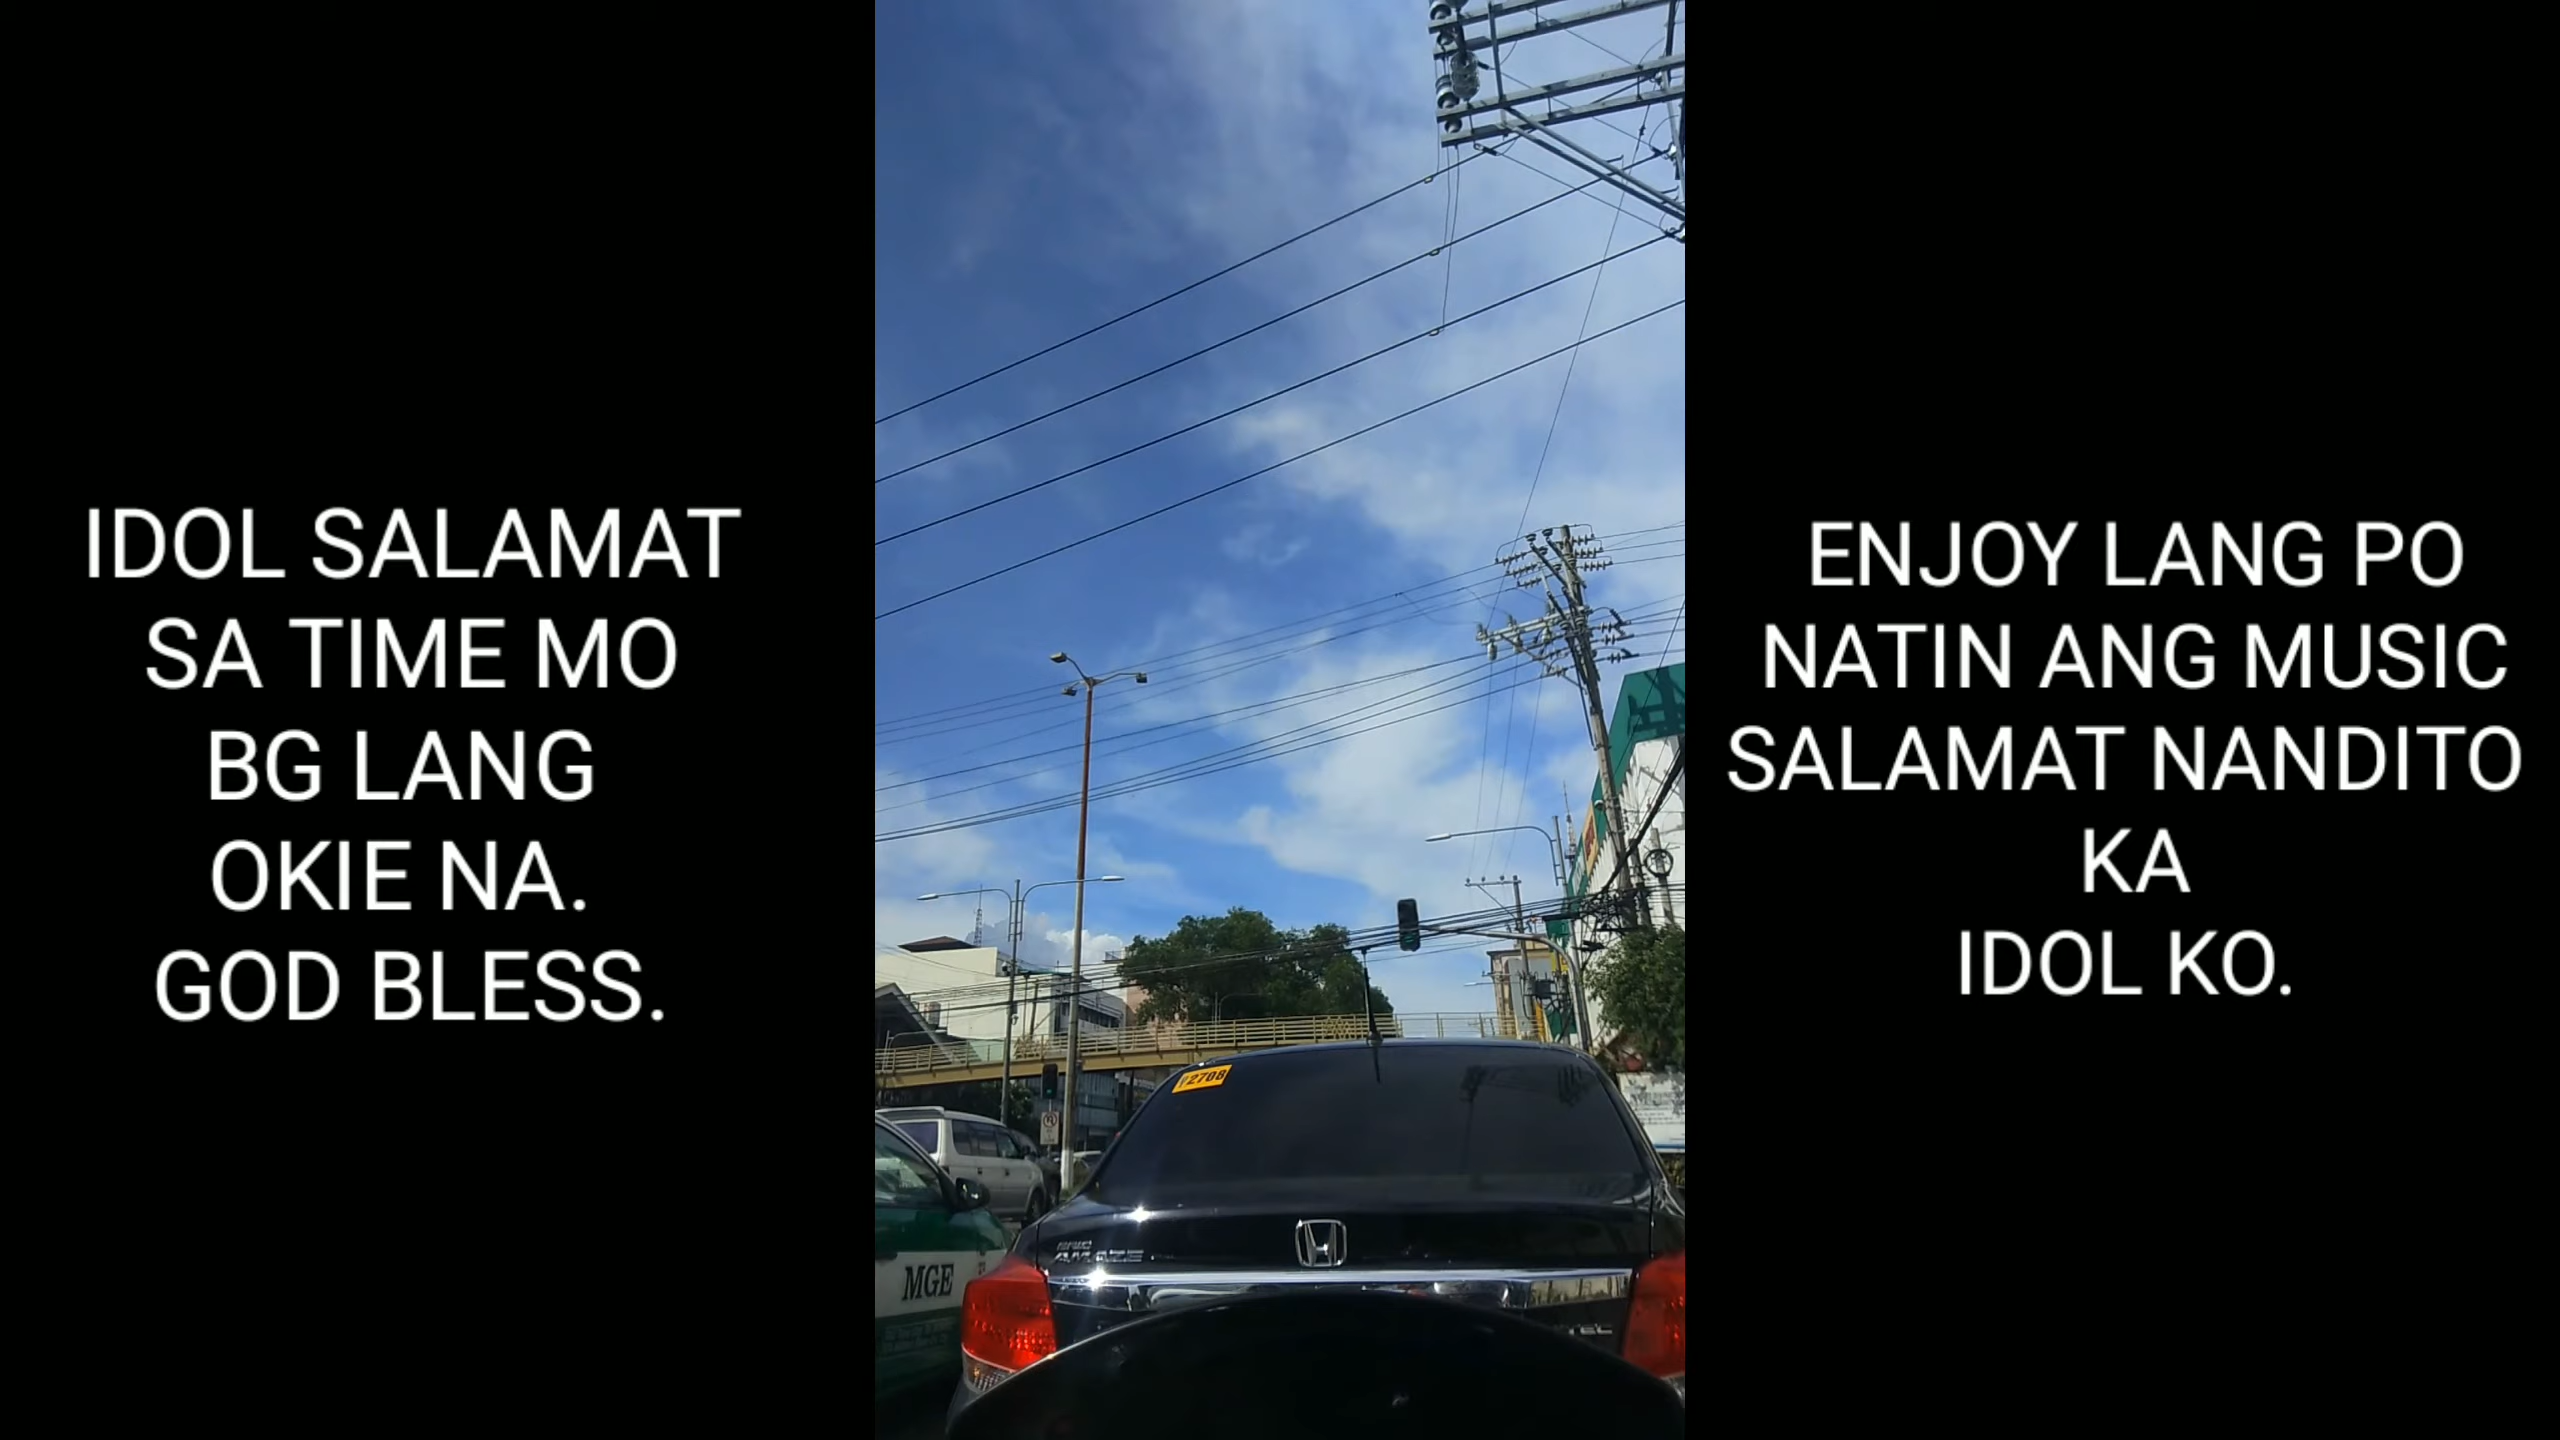 IDOL SALAMAT
SA TIME MO
BG LANG
OKIE NA.
GOD BLESS.
2708
AMAZE
MGE
ENJOY LANG PO
NATIN ANG MUSIC
SALAMAT NANDITO
KA
IDOL KO.